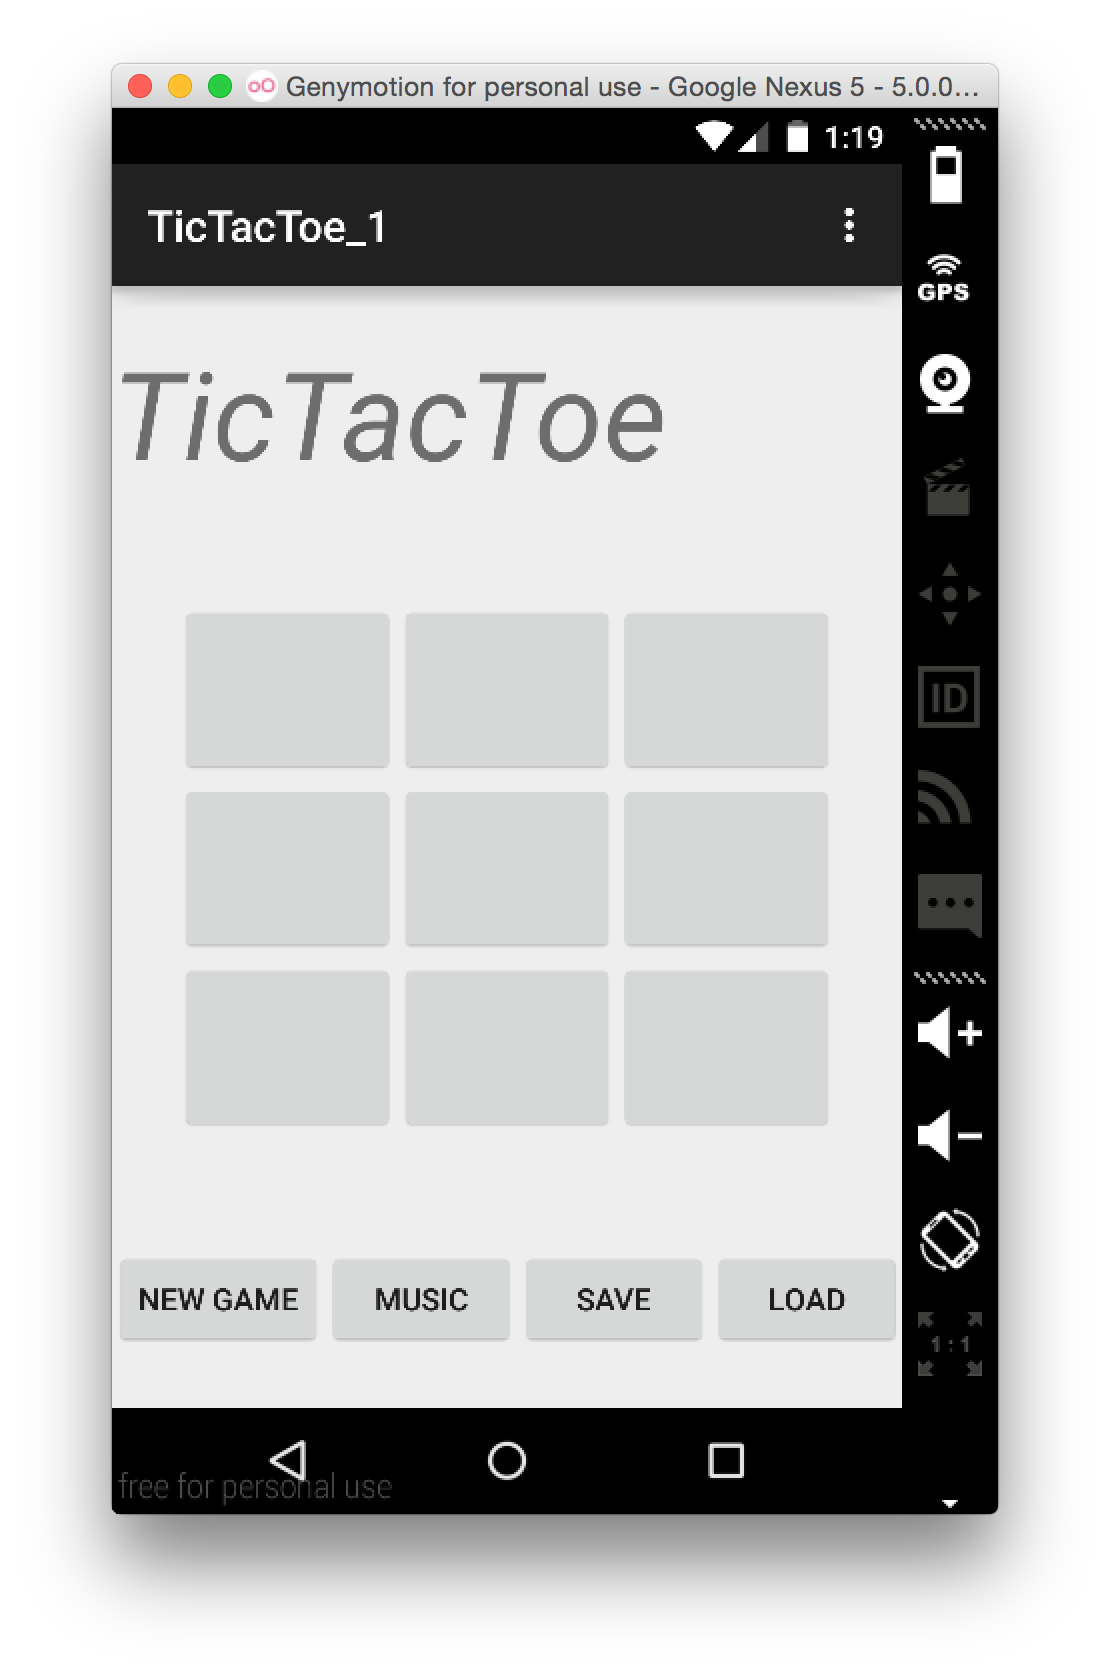 Genymotion for personal use - Google Nexus 5 - 5.0.0...
1:19
TicTacToe_1
GPS
TicTacToe
ID
NEW GAME MUSIC SAVE LOAD
1:1
free for personal use